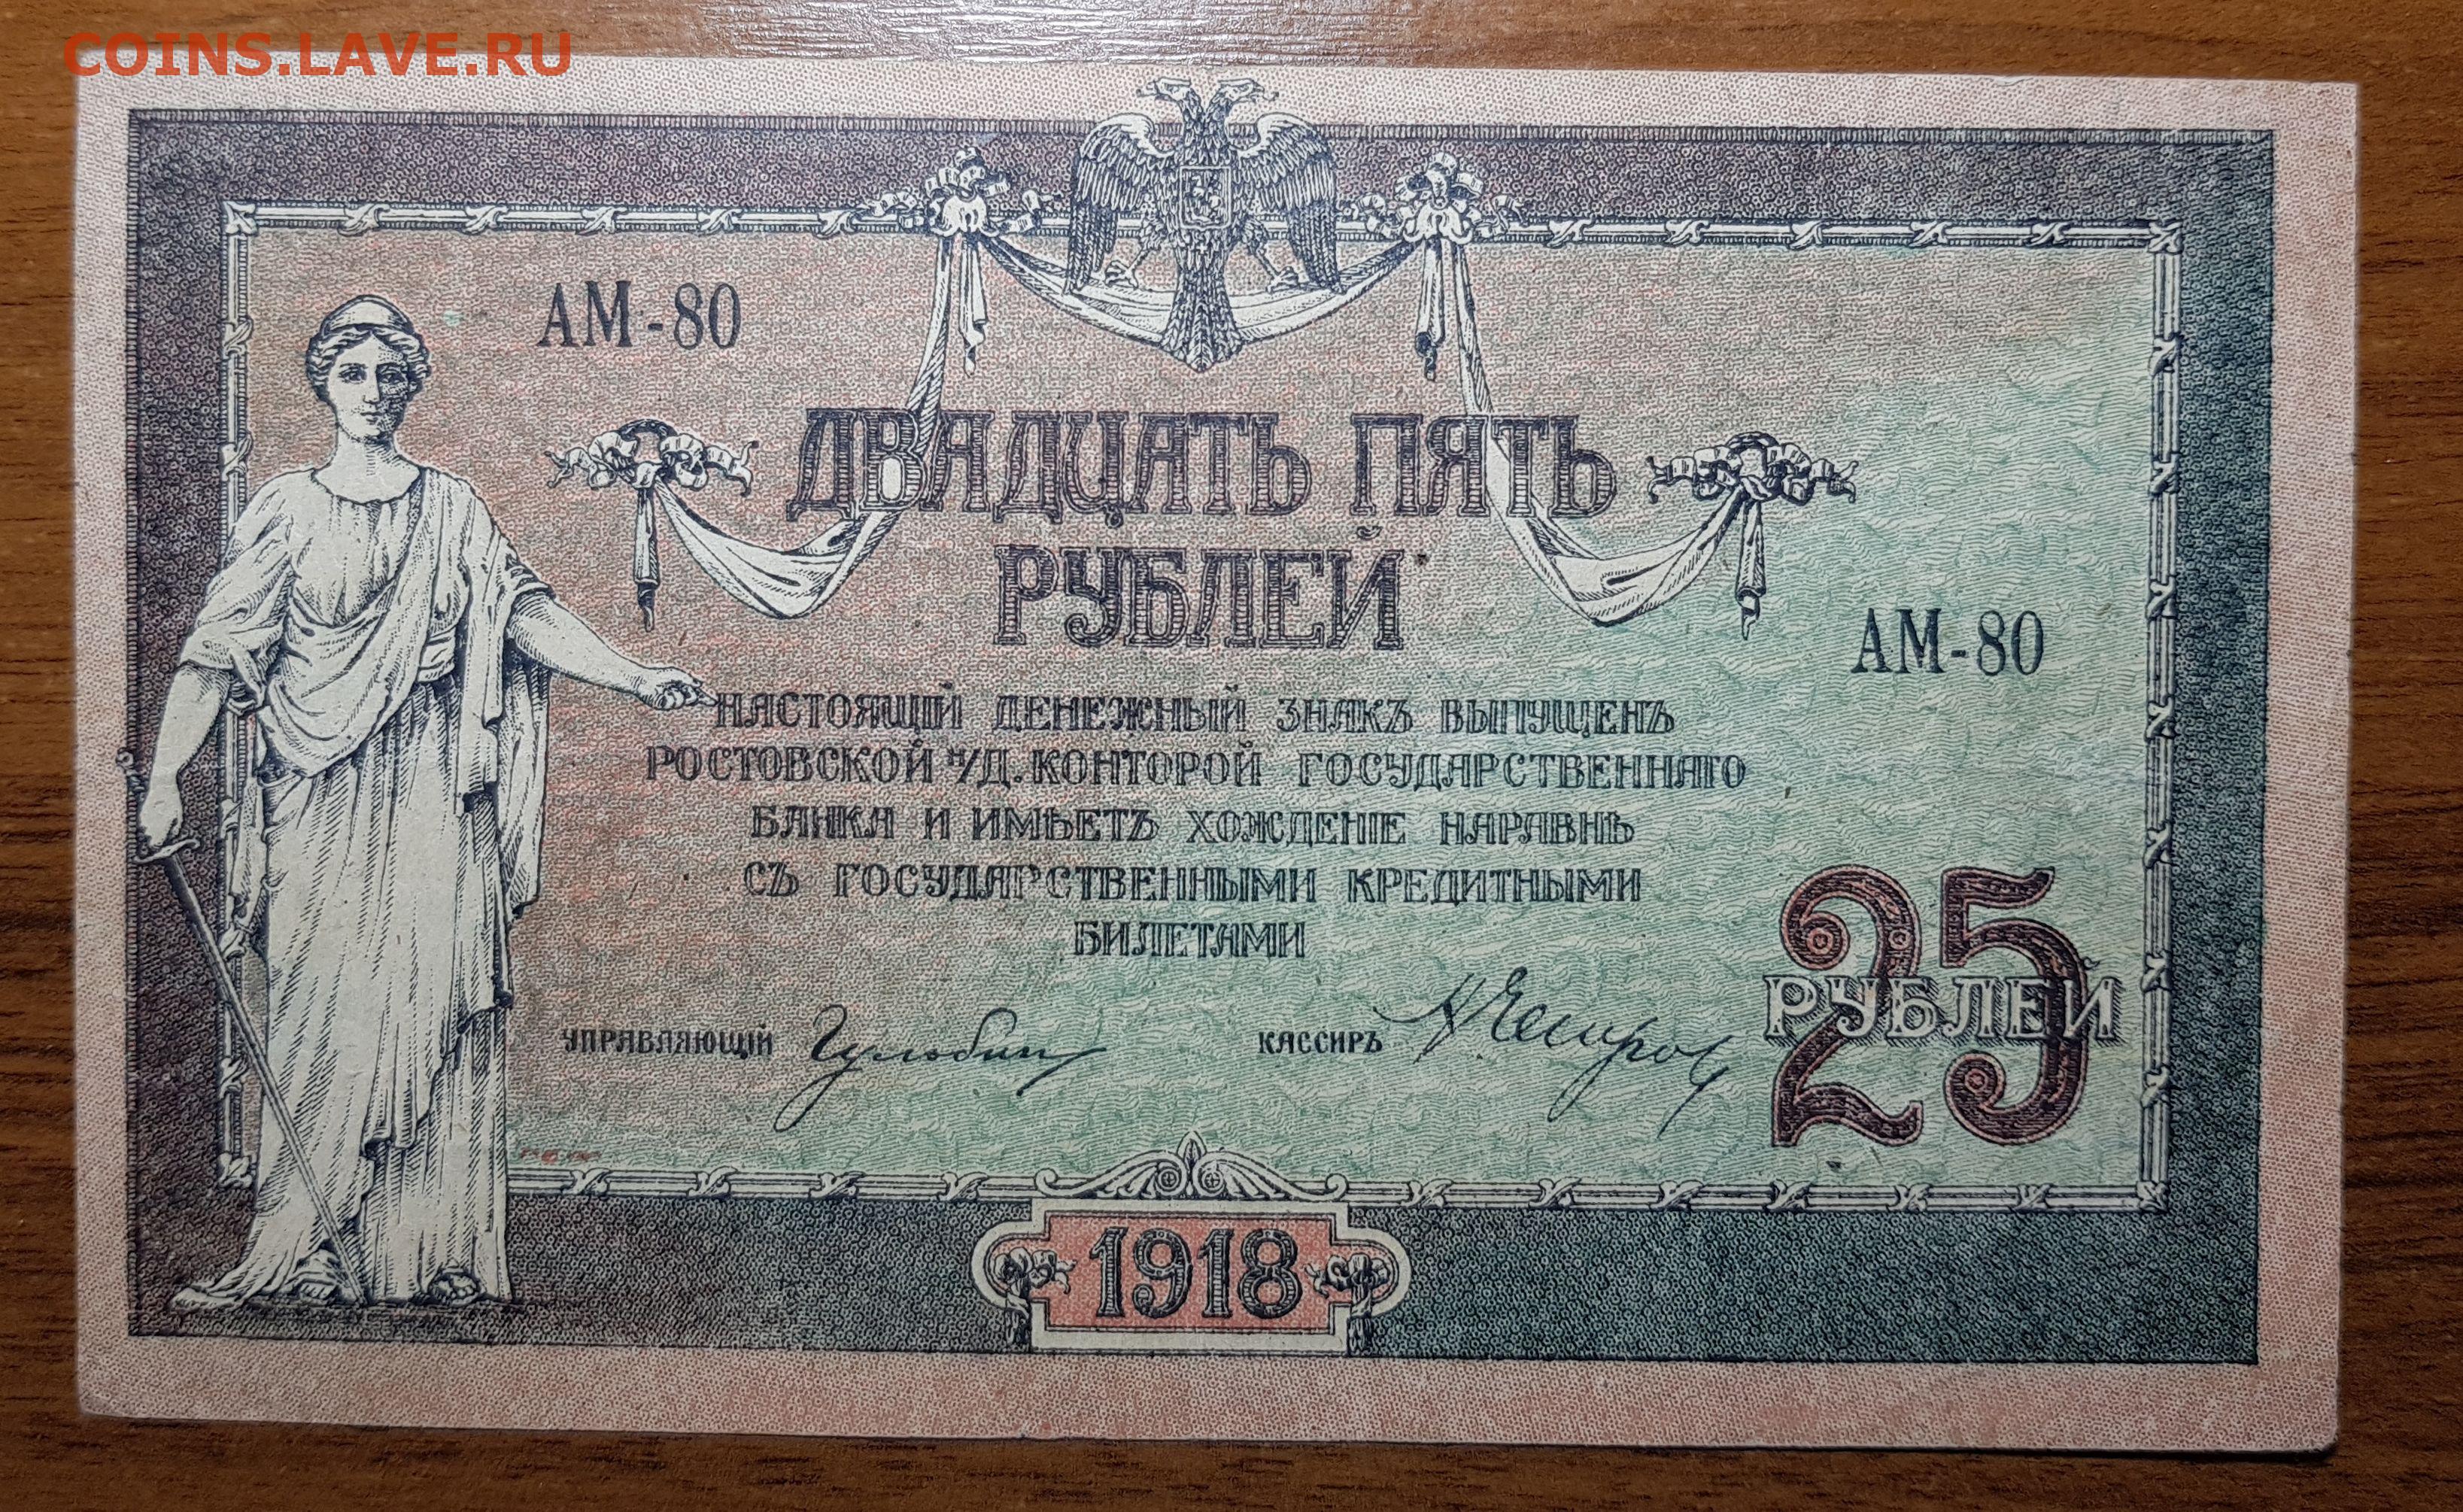 COINS.LAVE.RU
АМ-80
ДВАДЦАТЬ ПЯТЬ
РУБЛЕЙ
АМ-80
НАСТОЯЩІЙ ДЕНЕЖНЫЙ ЗНАКЪ ВЫПУЩЕНЪ
РОСТОВСКОЙ Н/Д. КОНТОРОЙ ГОСУДАРСТВЕННАГО
БАНКА И ИМѢЕТЪ ХОЖДЕНІЕ НАРАВНѢ
СЪ ГОСУДАРСТВЕННЫМИ КРЕДИТНЫМИ
БИЛЕТАМИ
25
РУБЛЕЙ
УПРАВЛЯЮЩІЙ Гульбин КАССИРЪ
1918